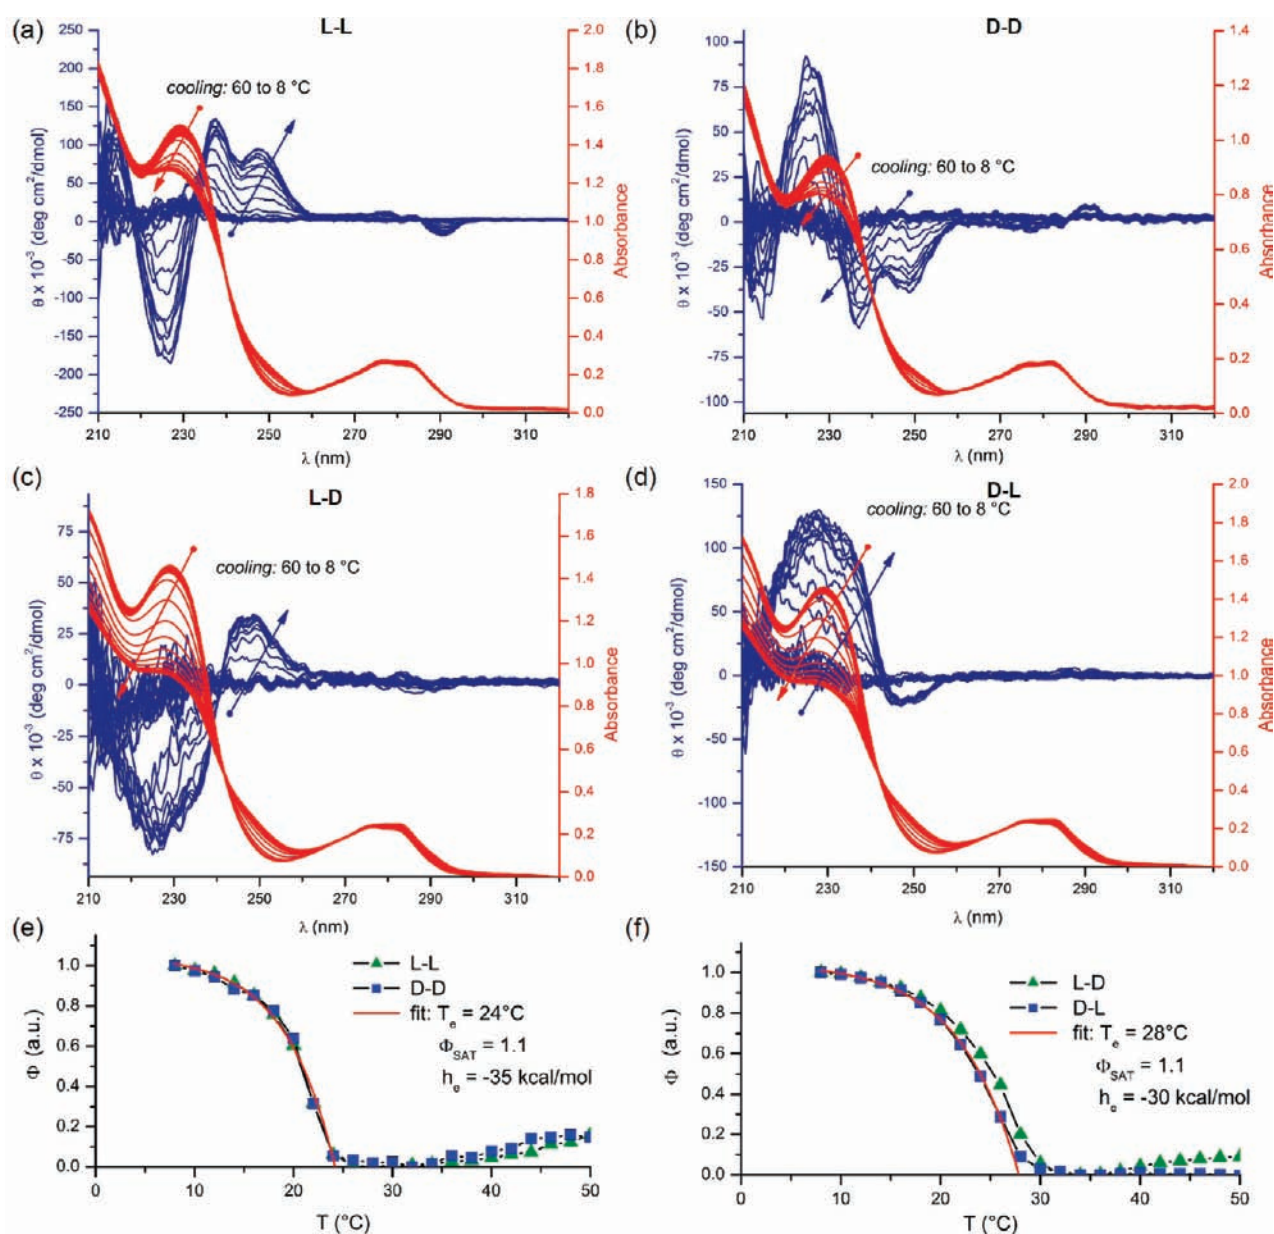 (a)
L-L
cooling: 60 to 8 °C
θ x 10⁻³ (deg cm²/dmol)
250
200
150
100
50
0
-50
-100
-150
-200
-250
2.0
1.8
1.6
1.4
1.2
1.0
0.8
0.6
0.4
0.2
0.0
Absorbance
210 230 250 270 290 310
λ (nm)
(b)
D-D
cooling: 60 to 8 °C
θ x 10⁻³ (deg cm²/dmol)
100
75
50
25
0
-25
-50
-75
-100
1.4
1.2
1.0
0.8
0.6
0.4
0.2
0.0
Absorbance
210 230 250 270 290 310
λ (nm)
(c)
L-D
cooling: 60 to 8 °C
θ x 10⁻³ (deg cm²/dmol)
75
50
25
0
-25
-50
-75
1.8
1.6
1.4
1.2
1.0
0.8
0.6
0.4
0.2
0.0
Absorbance
210 230 250 270 290 310
λ (nm)
(d)
D-L
cooling: 60 to 8 °C
θ x 10⁻³ (deg cm²/dmol)
150
100
50
0
-50
-100
-150
2.0
1.8
1.6
1.4
1.2
1.0
0.8
0.6
0.4
0.2
0.0
Absorbance
210 230 250 270 290 310
λ (nm)
(e)
Φ (a.u.)
1.0
0.8
0.6
0.4
0.2
0.0
L-L
D-D
fit: Tₑ = 24°C
Φ_SAT = 1.1
hₑ = -35 kcal/mol
0 10 20 30 40 50
T (°C)
(f)
Φ (a.u.)
1.0
0.8
0.6
0.4
0.2
0.0
L-D
D-L
fit: Tₑ = 28°C
Φ_SAT = 1.1
hₑ = -30 kcal/mol
0 10 20 30 40 50
T (°C)